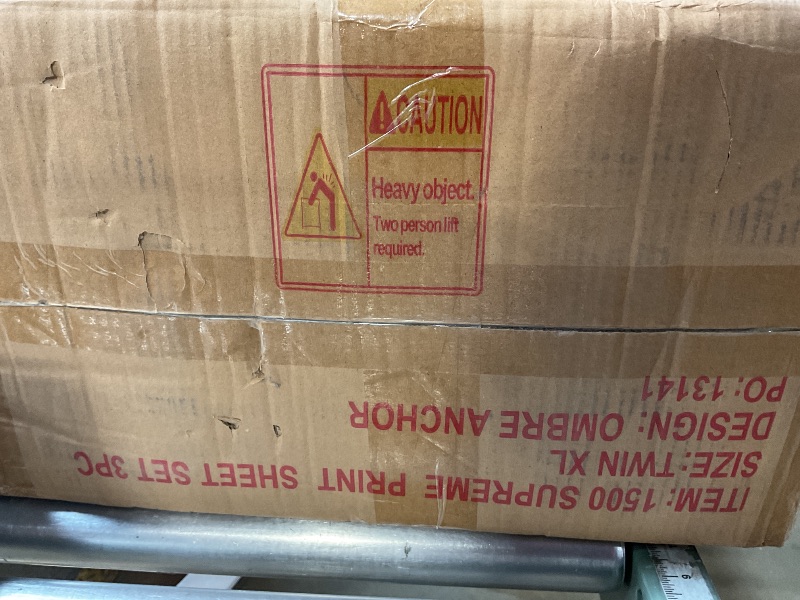 CAUTION
Heavy object.
Two person lift
required.
ITEM: 1500 SUPREME PRINT SHEET SET 3PC
SIZE: TWIN XL
DESIGN: OMBRE ANCHOR
PO: 13141
6